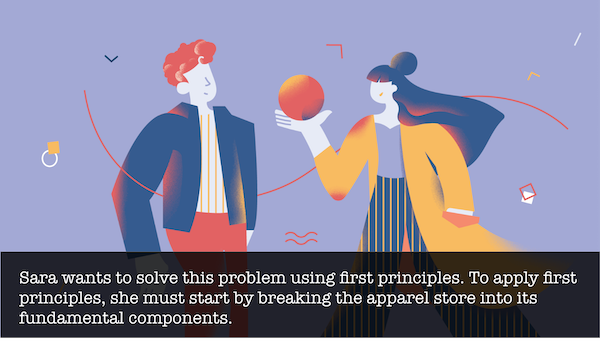 Sara wants to solve this problem using first principles. To apply first
principles, she must start by breaking the apparel store into its
fundamental components.